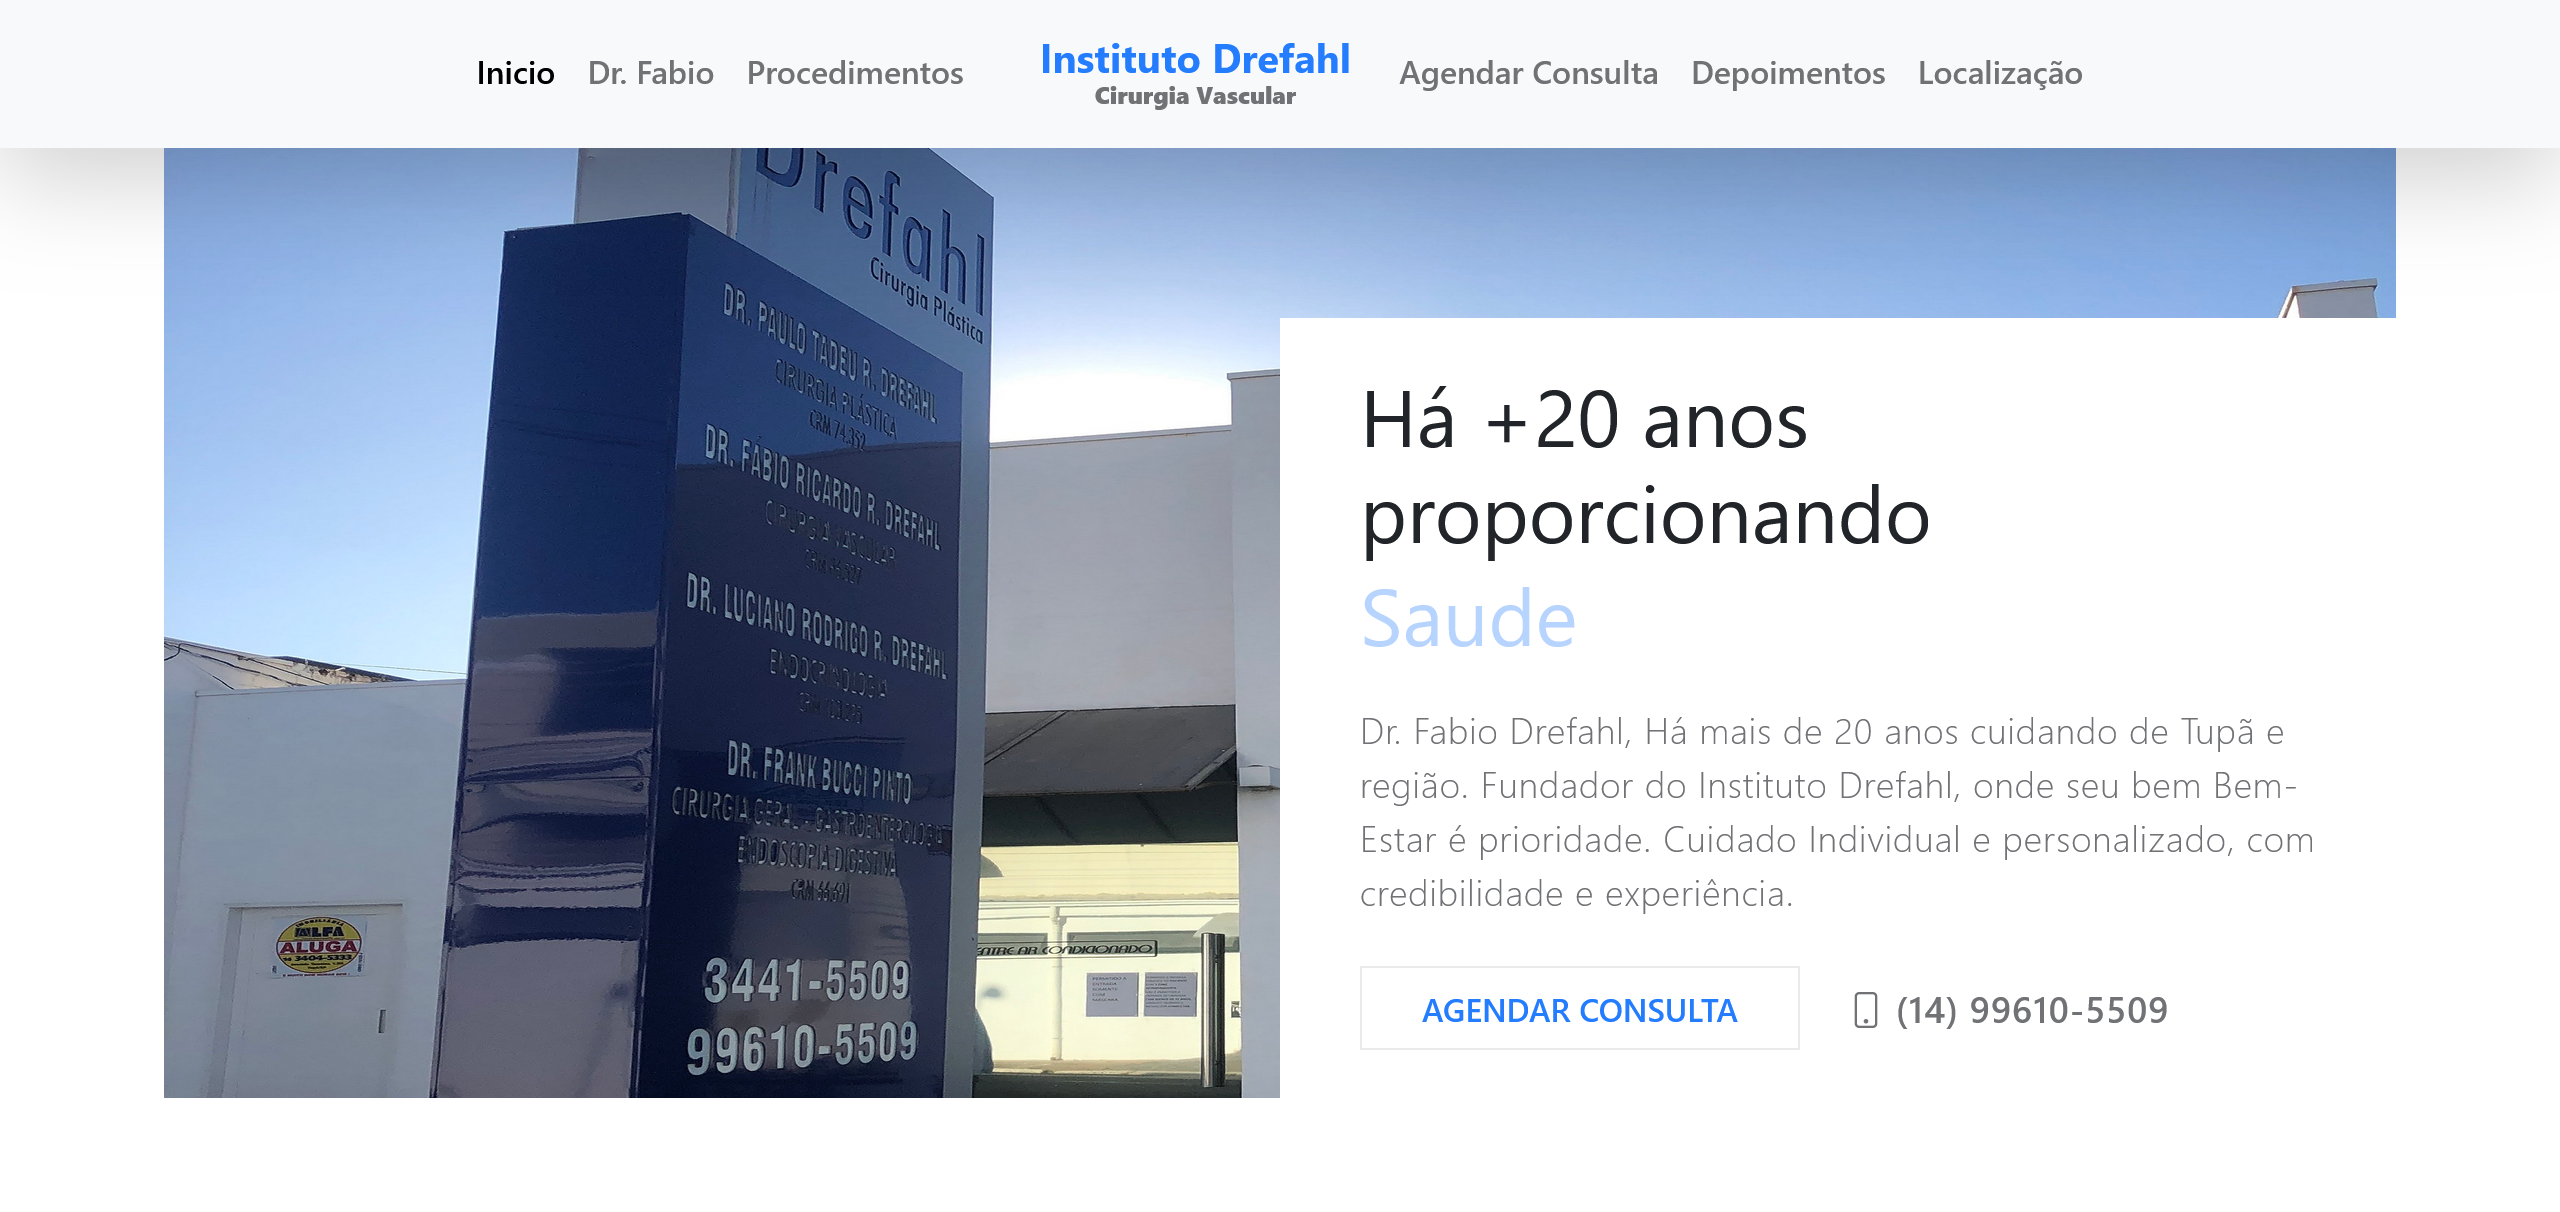 Inicio Dr. Fabio Procedimentos
Instituto Drefahl
Cirurgia Vascular
Agendar Consulta Depoimentos Localização
Drefahl
Cirurgia Plástica
DR. PAULO TADEU R. DREFAHL
CIRURGIA PLÁSTICA
CRM 74.352
DR. FÁBIO RICARDO R. DREFAHL
CIRURGIA VASCULAR
DR. LUCIANO RODRIGO R. DREFAHL
ENDOCRINOLOGIA
DR. FRANK BUCCI PINTO
CIRURGIA GERAL - GASTROENTEROLOGIA
ENDOSCOPIA DIGESTIVA
CRM 66.691
3441-5509
99610-5509
ALFA
ALUGA
3404-5333
ENTRE AR CONDICIONADO
Há +20 anos
proporcionando
Saude
Dr. Fabio Drefahl, Há mais de 20 anos cuidando de Tupã e
região. Fundador do Instituto Drefahl, onde seu bem Bem-
Estar é prioridade. Cuidado Individual e personalizado, com
credibilidade e experiência.
AGENDAR CONSULTA
(14) 99610-5509